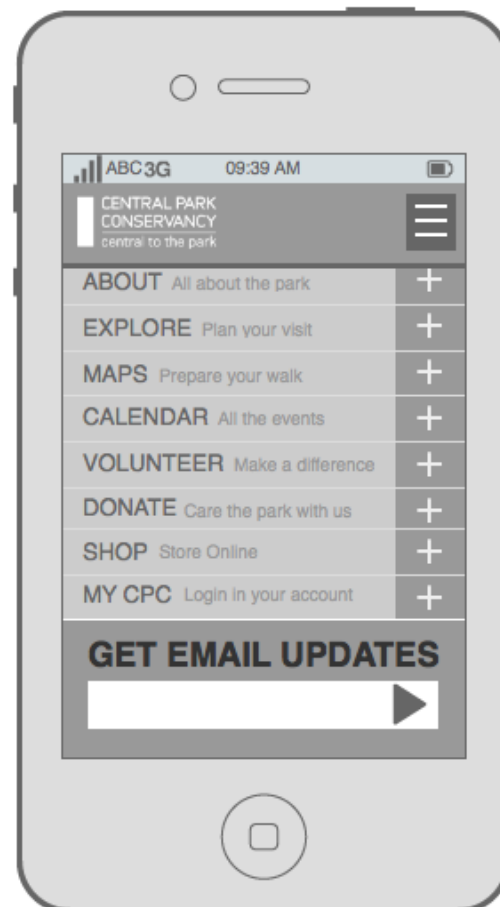 ABC 3G 09:39 AM
CENTRAL PARK
CONSERVANCY
central to the park
ABOUT All about the park
EXPLORE Plan your visit
MAPS Prepare your walk
CALENDAR All the events
VOLUNTEER Make a difference
DONATE Care the park with us
SHOP Store Online
MY CPC Login in your account
GET EMAIL UPDATES